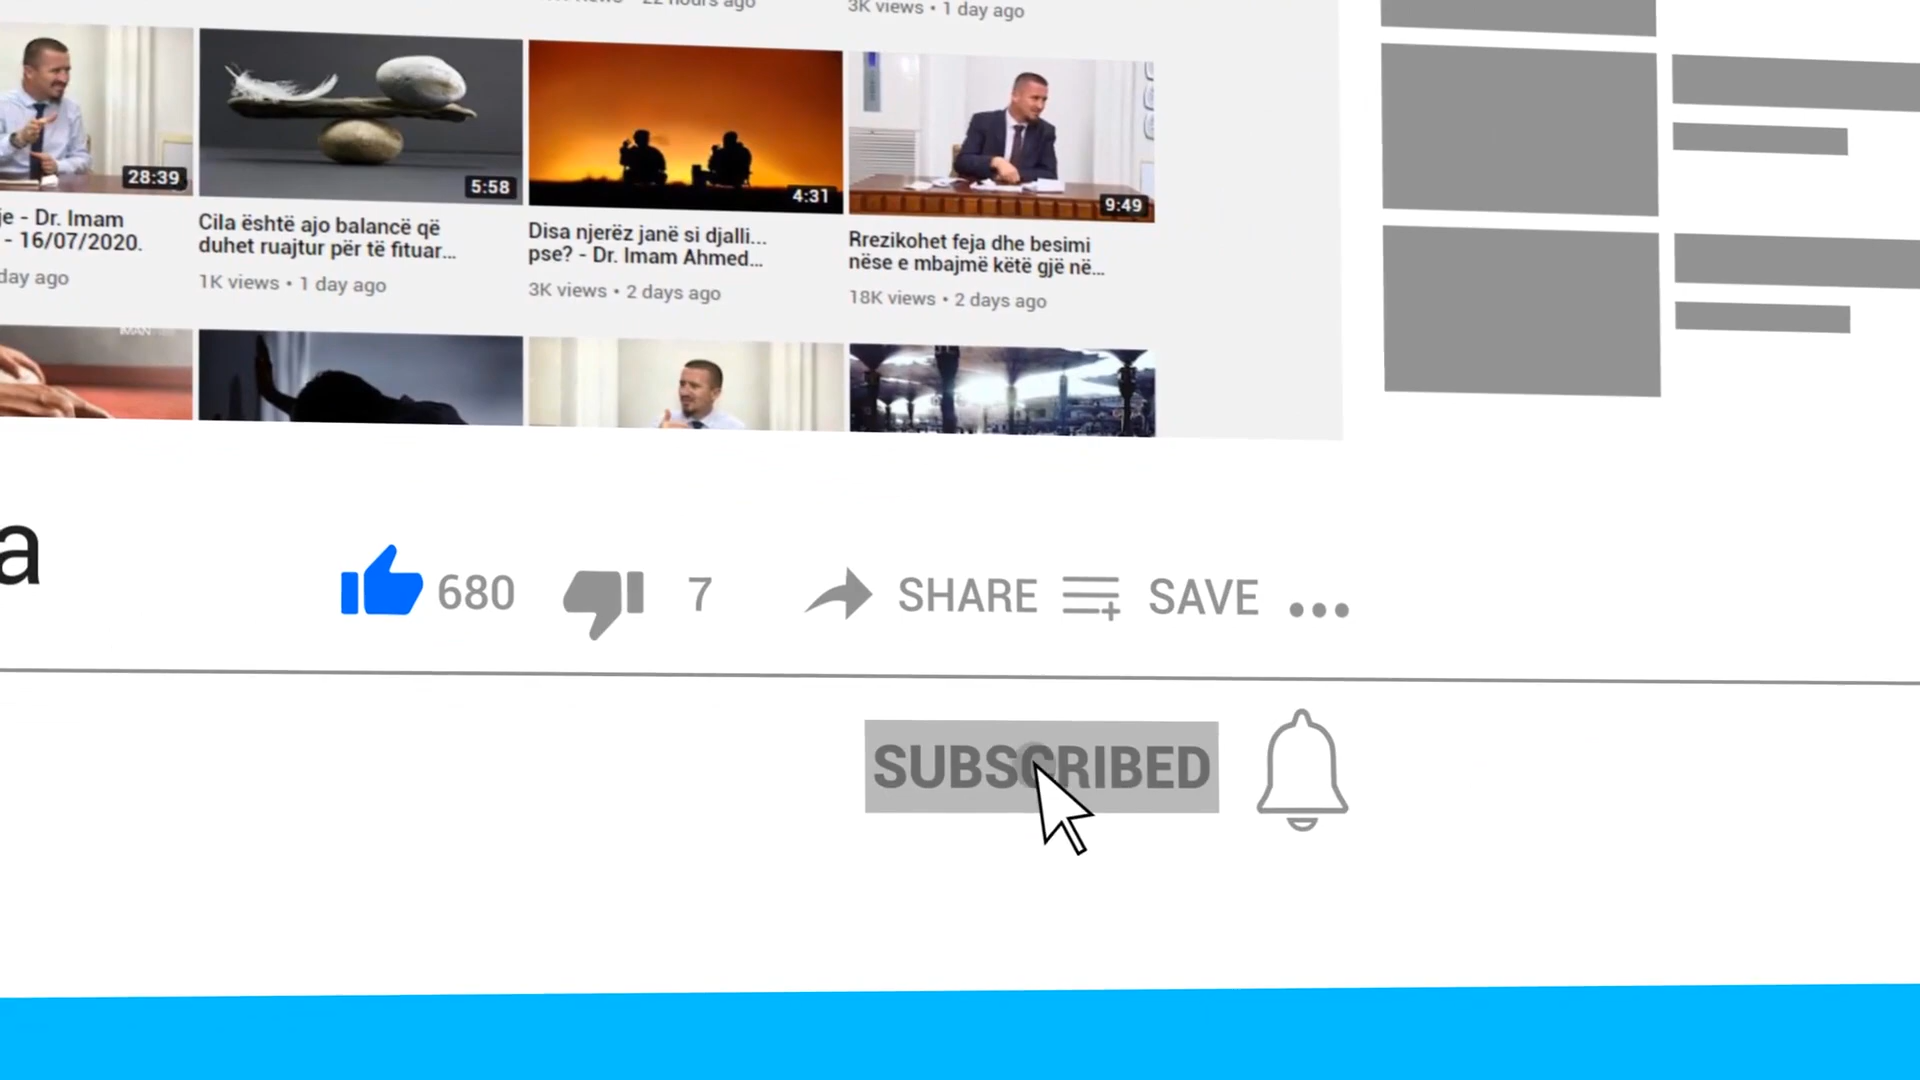 22 hours ago
3K views • 1 day ago
28:39
5:58
4:31
9:49
je - Dr. Imam
- 16/07/2020.
day ago
Cila është ajo balancë që
duhet ruajtur për të fituar...
1K views • 1 day ago
Disa njerëz janë si djalli...
pse? - Dr. Imam Ahmed...
3K views • 2 days ago
Rrezikohet feja dhe besimi
nëse e mbajmë këtë gjë në...
18K views • 2 days ago
a
680
7
SHARE
SAVE
SUBSCRIBED